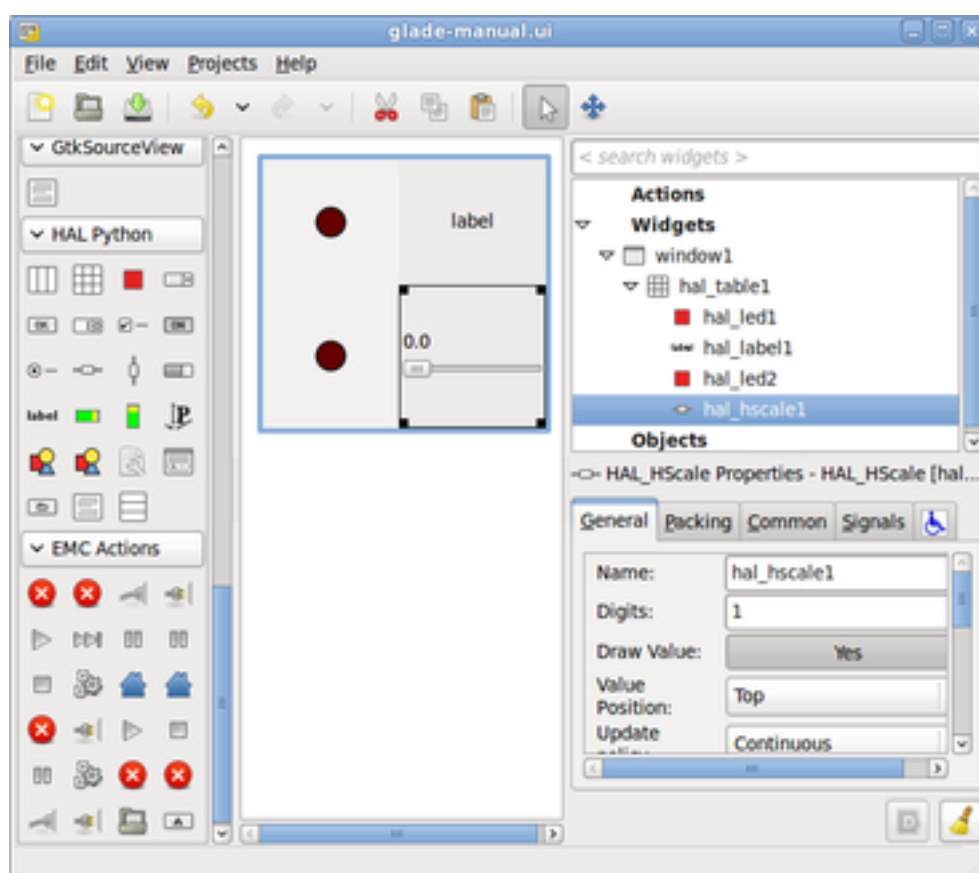 glade-manual.ui
File Edit View Projects Help
GtkSourceView
HAL Python
label
EMC Actions
label
0.0
< search widgets >
Actions
Widgets
window1
hal_table1
hal_led1
label hal_label1
hal_led2
hal_hscale1
Objects
HAL_HScale Properties - HAL_HScale [hal...
General Packing Common Signals
Name: hal_hscale1
Digits: 1
Draw Value: Yes
Value
Position: Top
Update
Continuous